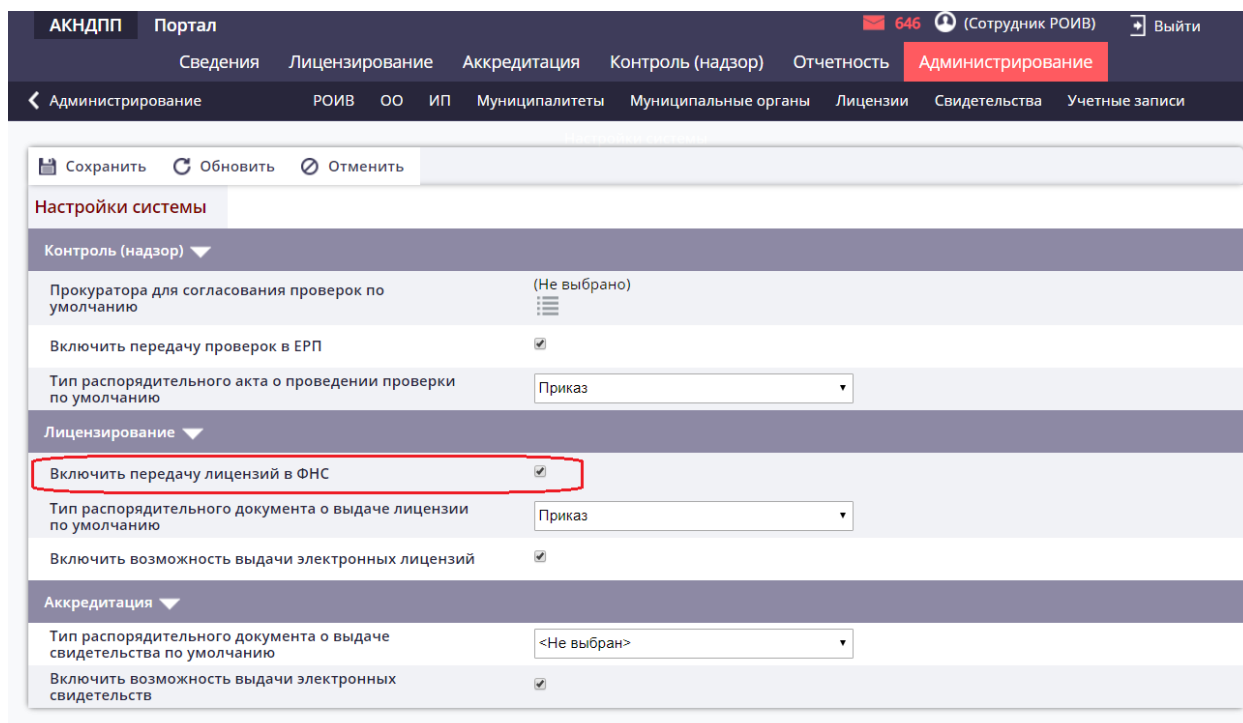 АКНДПП Портал 646 (Сотрудник РОИВ) Выйти
Сведения Лицензирование Аккредитация Контроль (надзор) Отчетность Администрирование
Администрирование РОИВ ОО ИП Муниципалитеты Муниципальные органы Лицензии Свидетельства Учетные записи
Настройки системы
Сохранить Обновить Отменить
Настройки системы
Контроль (надзор)
Прокуратора для согласования проверок по
умолчанию
(Не выбрано)
Включить передачу проверок в ЕРП
Тип распорядительного акта о проведении проверки
по умолчанию
Приказ
Лицензирование
Включить передачу лицензий в ФНС
Тип распорядительного документа о выдаче лицензии
по умолчанию
Приказ
Включить возможность выдачи электронных лицензий
Аккредитация
Тип распорядительного документа о выдаче
свидетельства по умолчанию
<Не выбран>
Включить возможность выдачи электронных
свидетельств